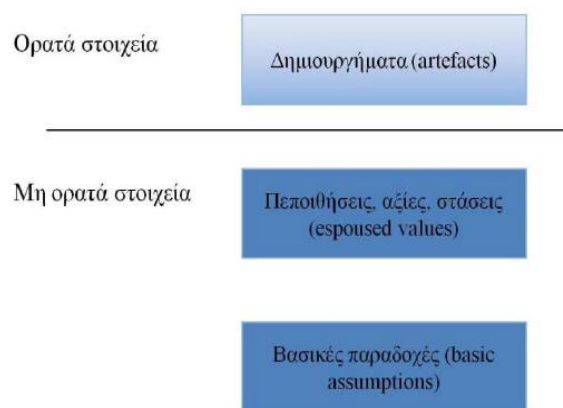 Ορατά στοιχεία
Δημιουργήματα (artefacts)
Μη ορατά στοιχεία
Πεποιθήσεις, αξίες, στάσεις
(espoused values)
Βασικές παραδοχές (basic
assumptions)